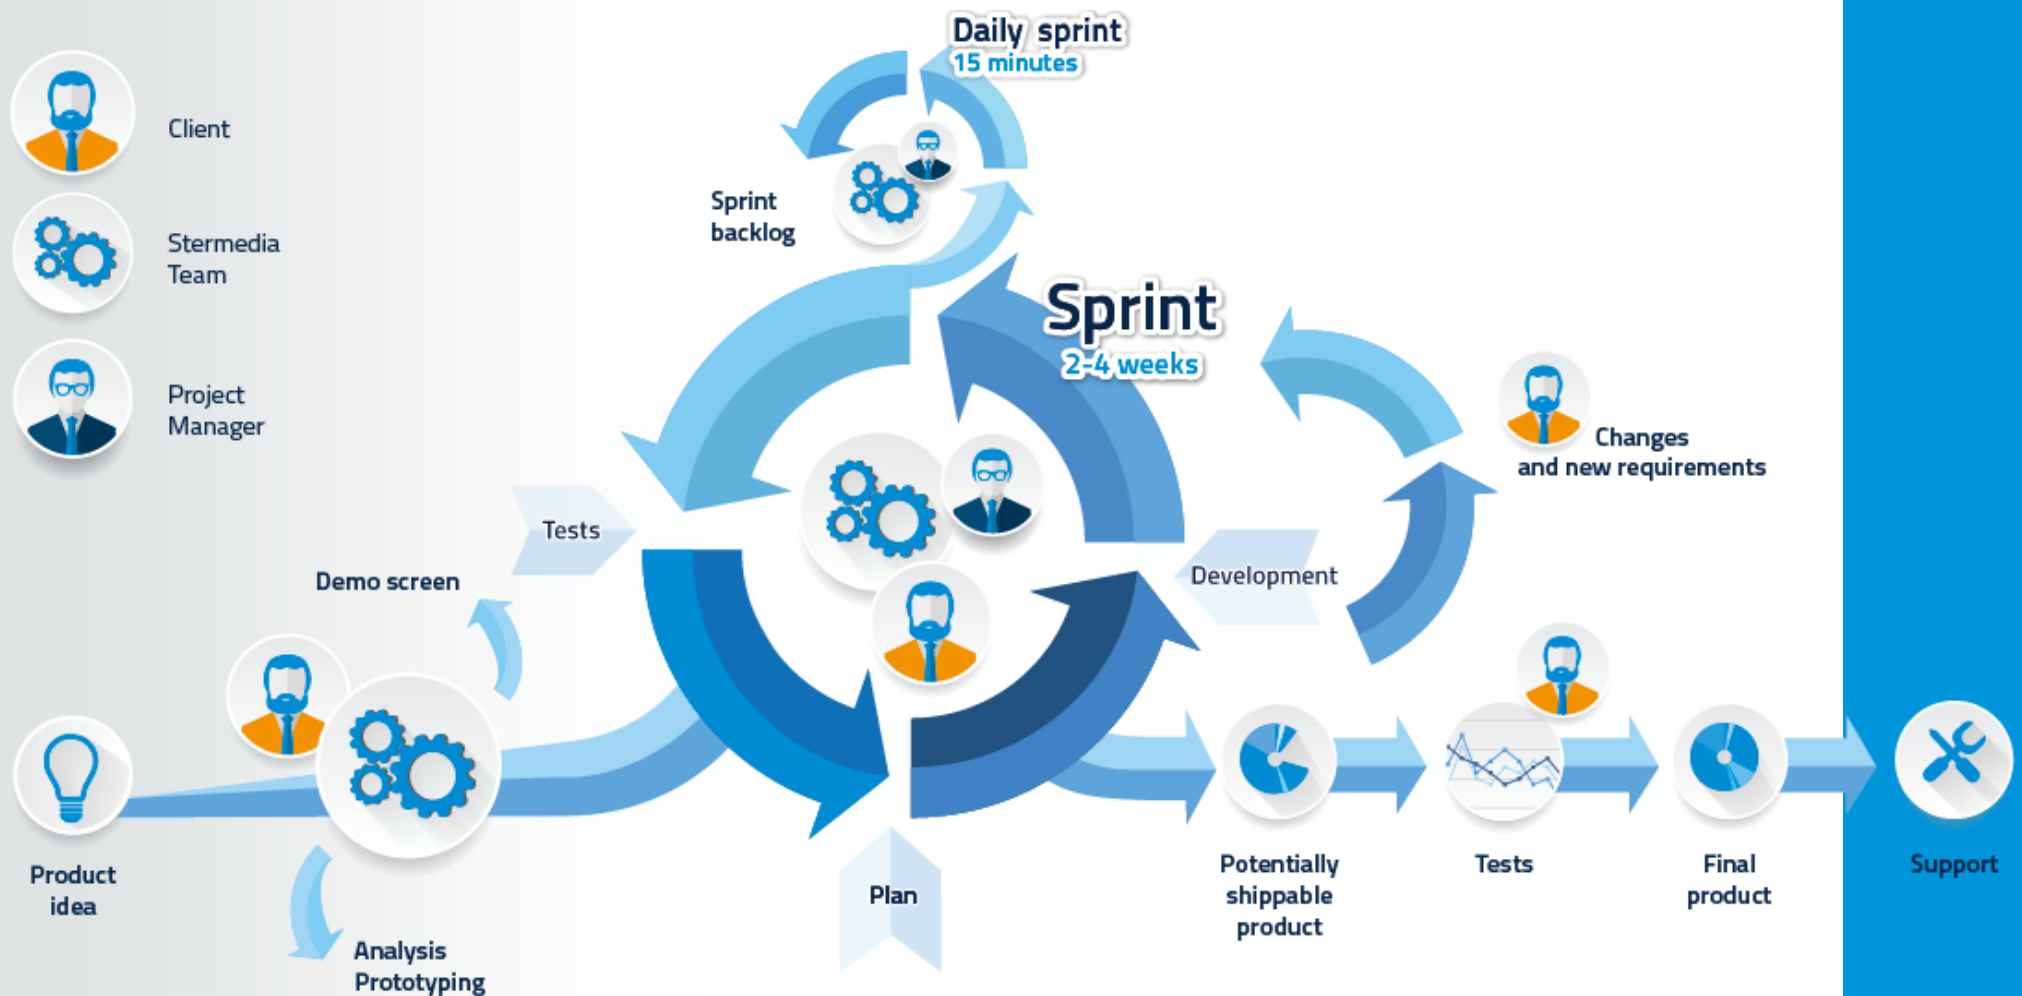 Daily sprint
15 minutes
Client
Stermedia
Team
Project
Manager
Sprint
backlog
Sprint
2-4 weeks
Changes
and new requirements
Tests
Development
Demo screen
Product
idea
Analysis
Prototyping
Plan
Potentially
shippable
product
Tests
Final
product
Support